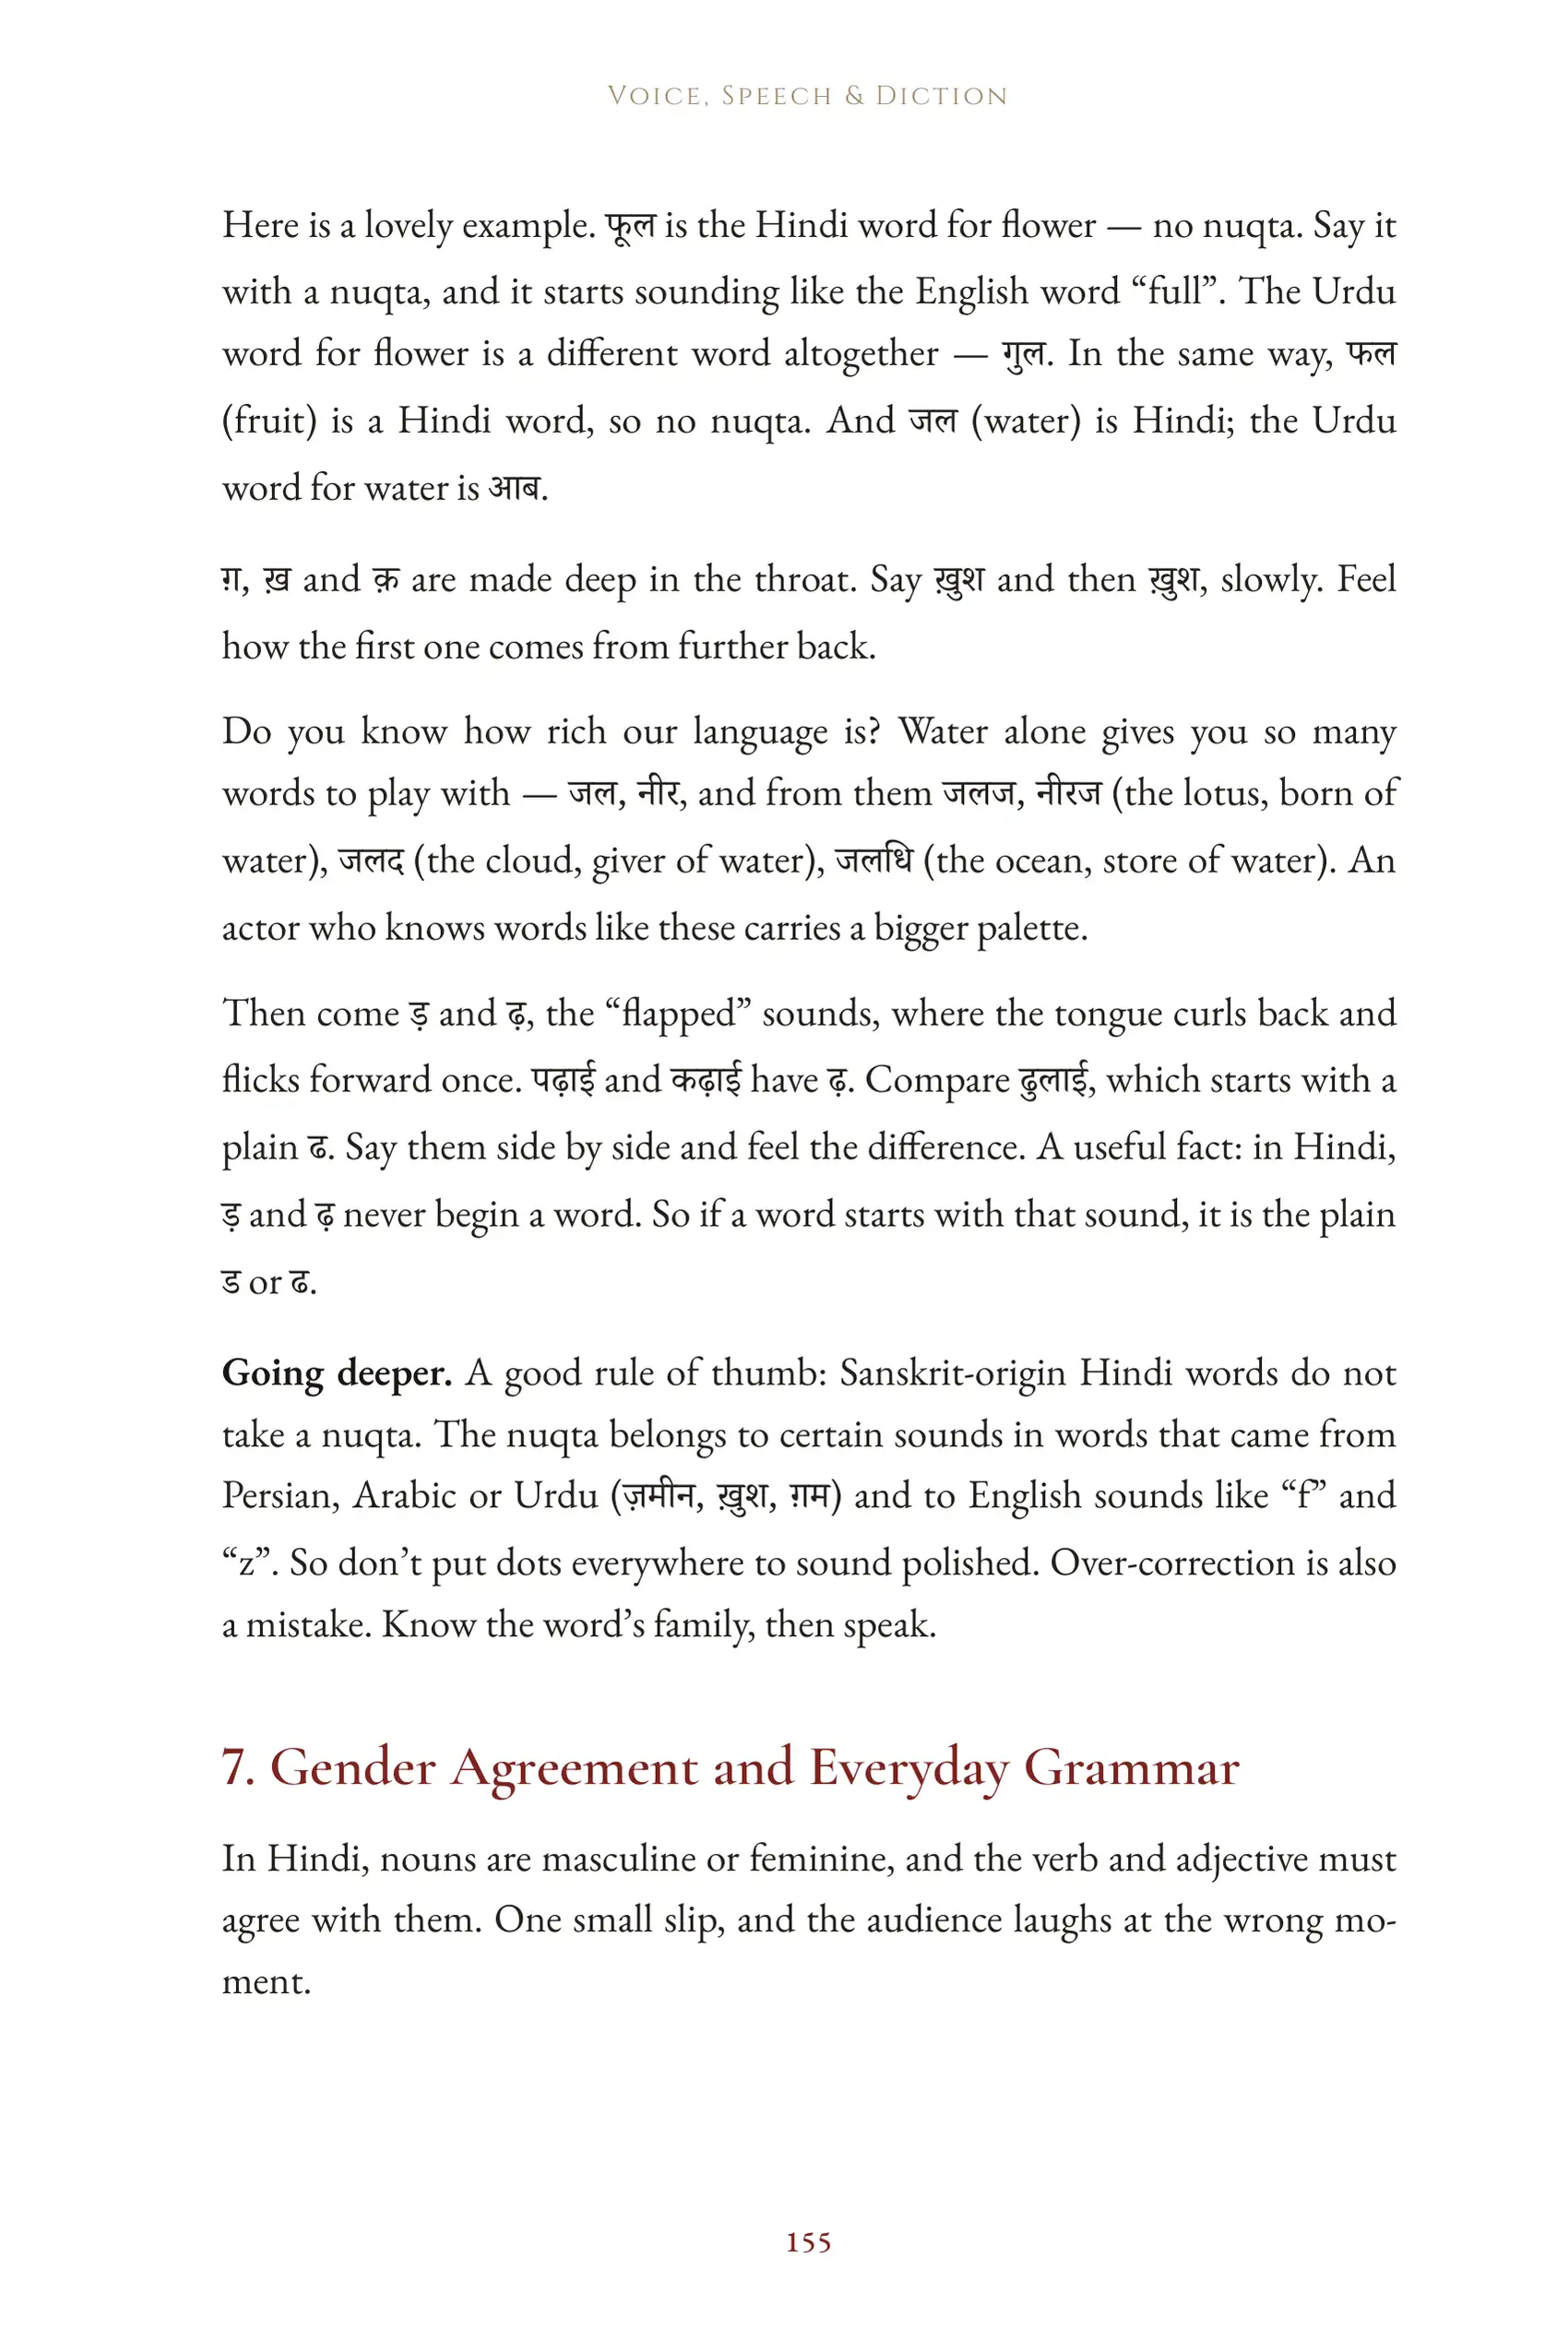 VOICE, SPEECH & DICTION
Here is a lovely example. फूल is the Hindi word for flower — no nuqta. Say it
with a nuqta, and it starts sounding like the English word “full”. The Urdu
word for flower is a different word altogether — गुल. In the same way, फल
(fruit) is a Hindi word, so no nuqta. And जल (water) is Hindi; the Urdu
word for water is आब.
ग़, ख़ and क़ are made deep in the throat. Say ख़ुश and then ख़ुश, slowly. Feel
how the first one comes from further back.
Do you know how rich our language is? Water alone gives you so many
words to play with — जल, नीर, and from them जलज, नीरज (the lotus, born of
water), जलद (the cloud, giver of water), जलधि (the ocean, store of water). An
actor who knows words like these carries a bigger palette.
Then come ड़ and ढ़, the “flapped” sounds, where the tongue curls back and
flicks forward once. पढ़ाई and कढ़ाई have ढ़. Compare ढुलाई, which starts with a
plain ढ. Say them side by side and feel the difference. A useful fact: in Hindi,
ड़ and ढ़ never begin a word. So if a word starts with that sound, it is the plain
ड or ढ.
Going deeper. A good rule of thumb: Sanskrit-origin Hindi words do not
take a nuqta. The nuqta belongs to certain sounds in words that came from
Persian, Arabic or Urdu (ज़मीन, ख़ुश, ग़म) and to English sounds like “f” and
“z”. So don’t put dots everywhere to sound polished. Over-correction is also
a mistake. Know the word’s family, then speak.
7. Gender Agreement and Everyday Grammar
In Hindi, nouns are masculine or feminine, and the verb and adjective must
agree with them. One small slip, and the audience laughs at the wrong mo-
ment.
155